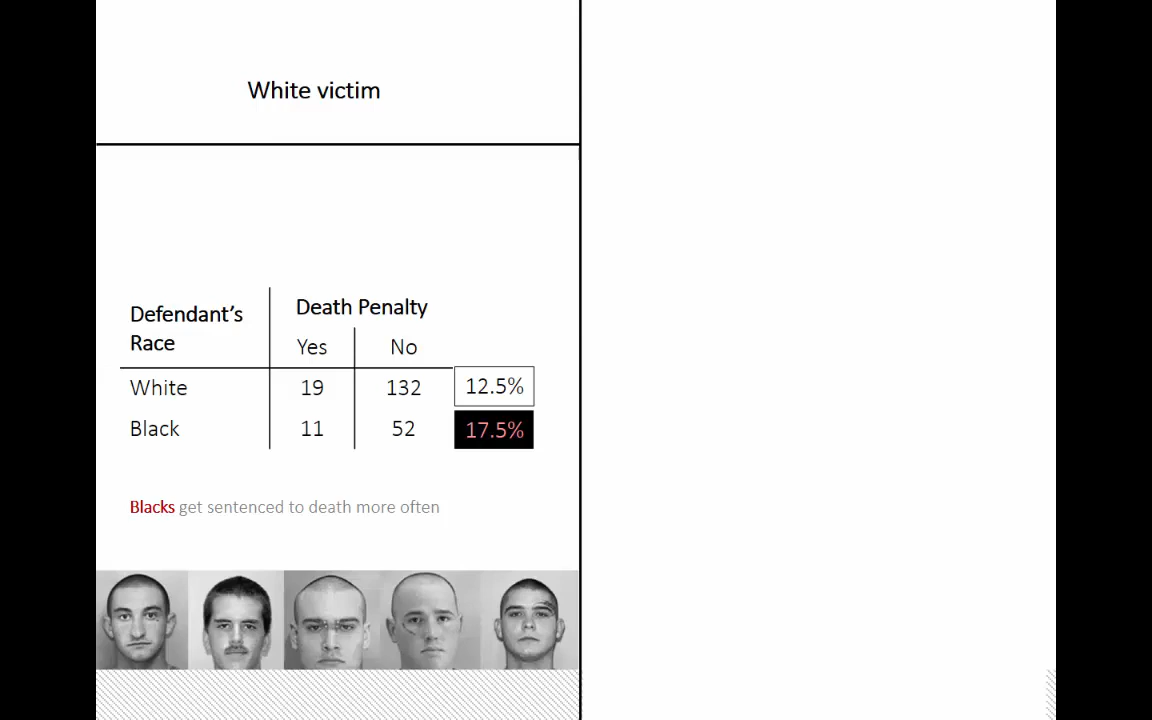 White victim
Defendant's Death Penalty
Race Yes No
White 19 132 12.5%
Black 11 52 17.5%
Blacks get sentenced to death more often